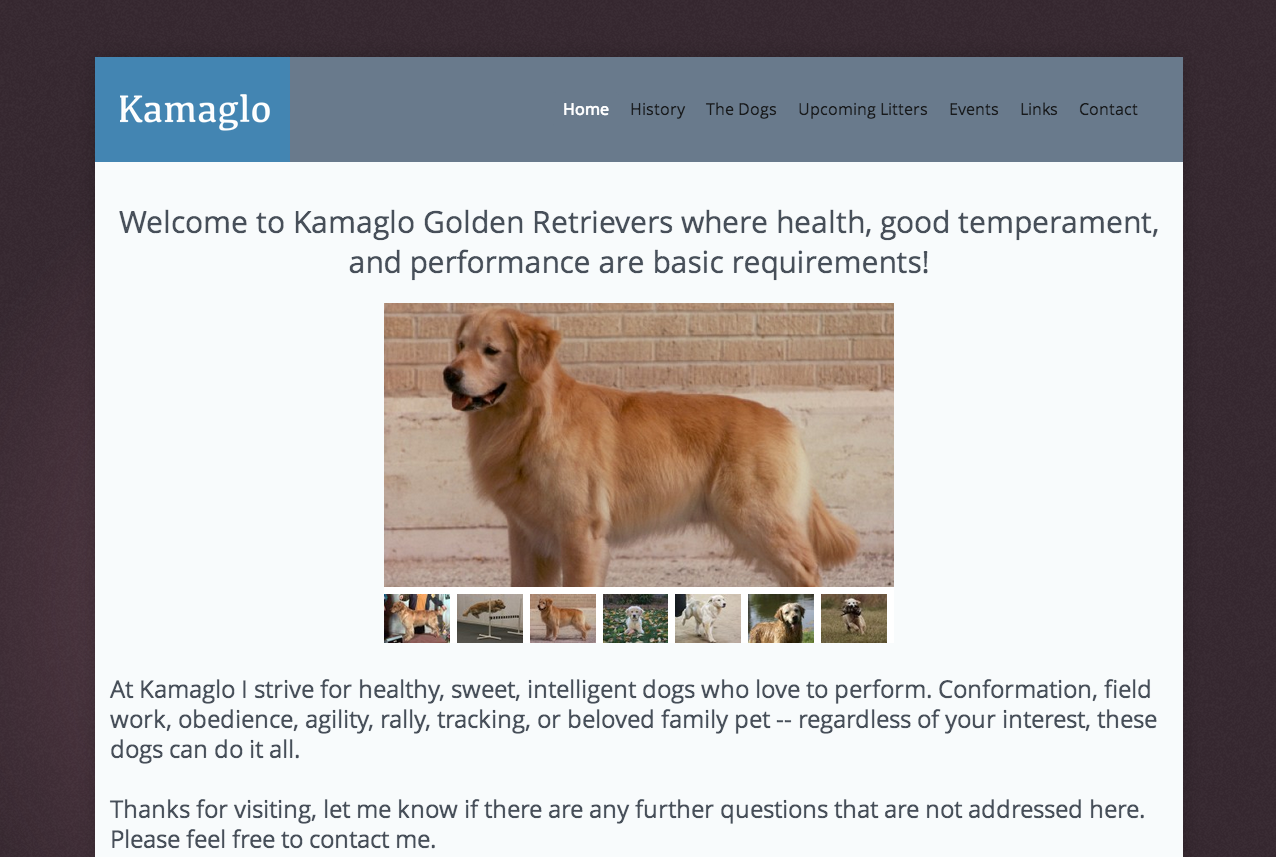 Kamaglo
Home History The Dogs Upcoming Litters Events Links Contact
Welcome to Kamaglo Golden Retrievers where health, good temperament,
and performance are basic requirements!
At Kamaglo I strive for healthy, sweet, intelligent dogs who love to perform. Conformation, field
work, obedience, agility, rally, tracking, or beloved family pet -- regardless of your interest, these
dogs can do it all.
Thanks for visiting, let me know if there are any further questions that are not addressed here.
Please feel free to contact me.